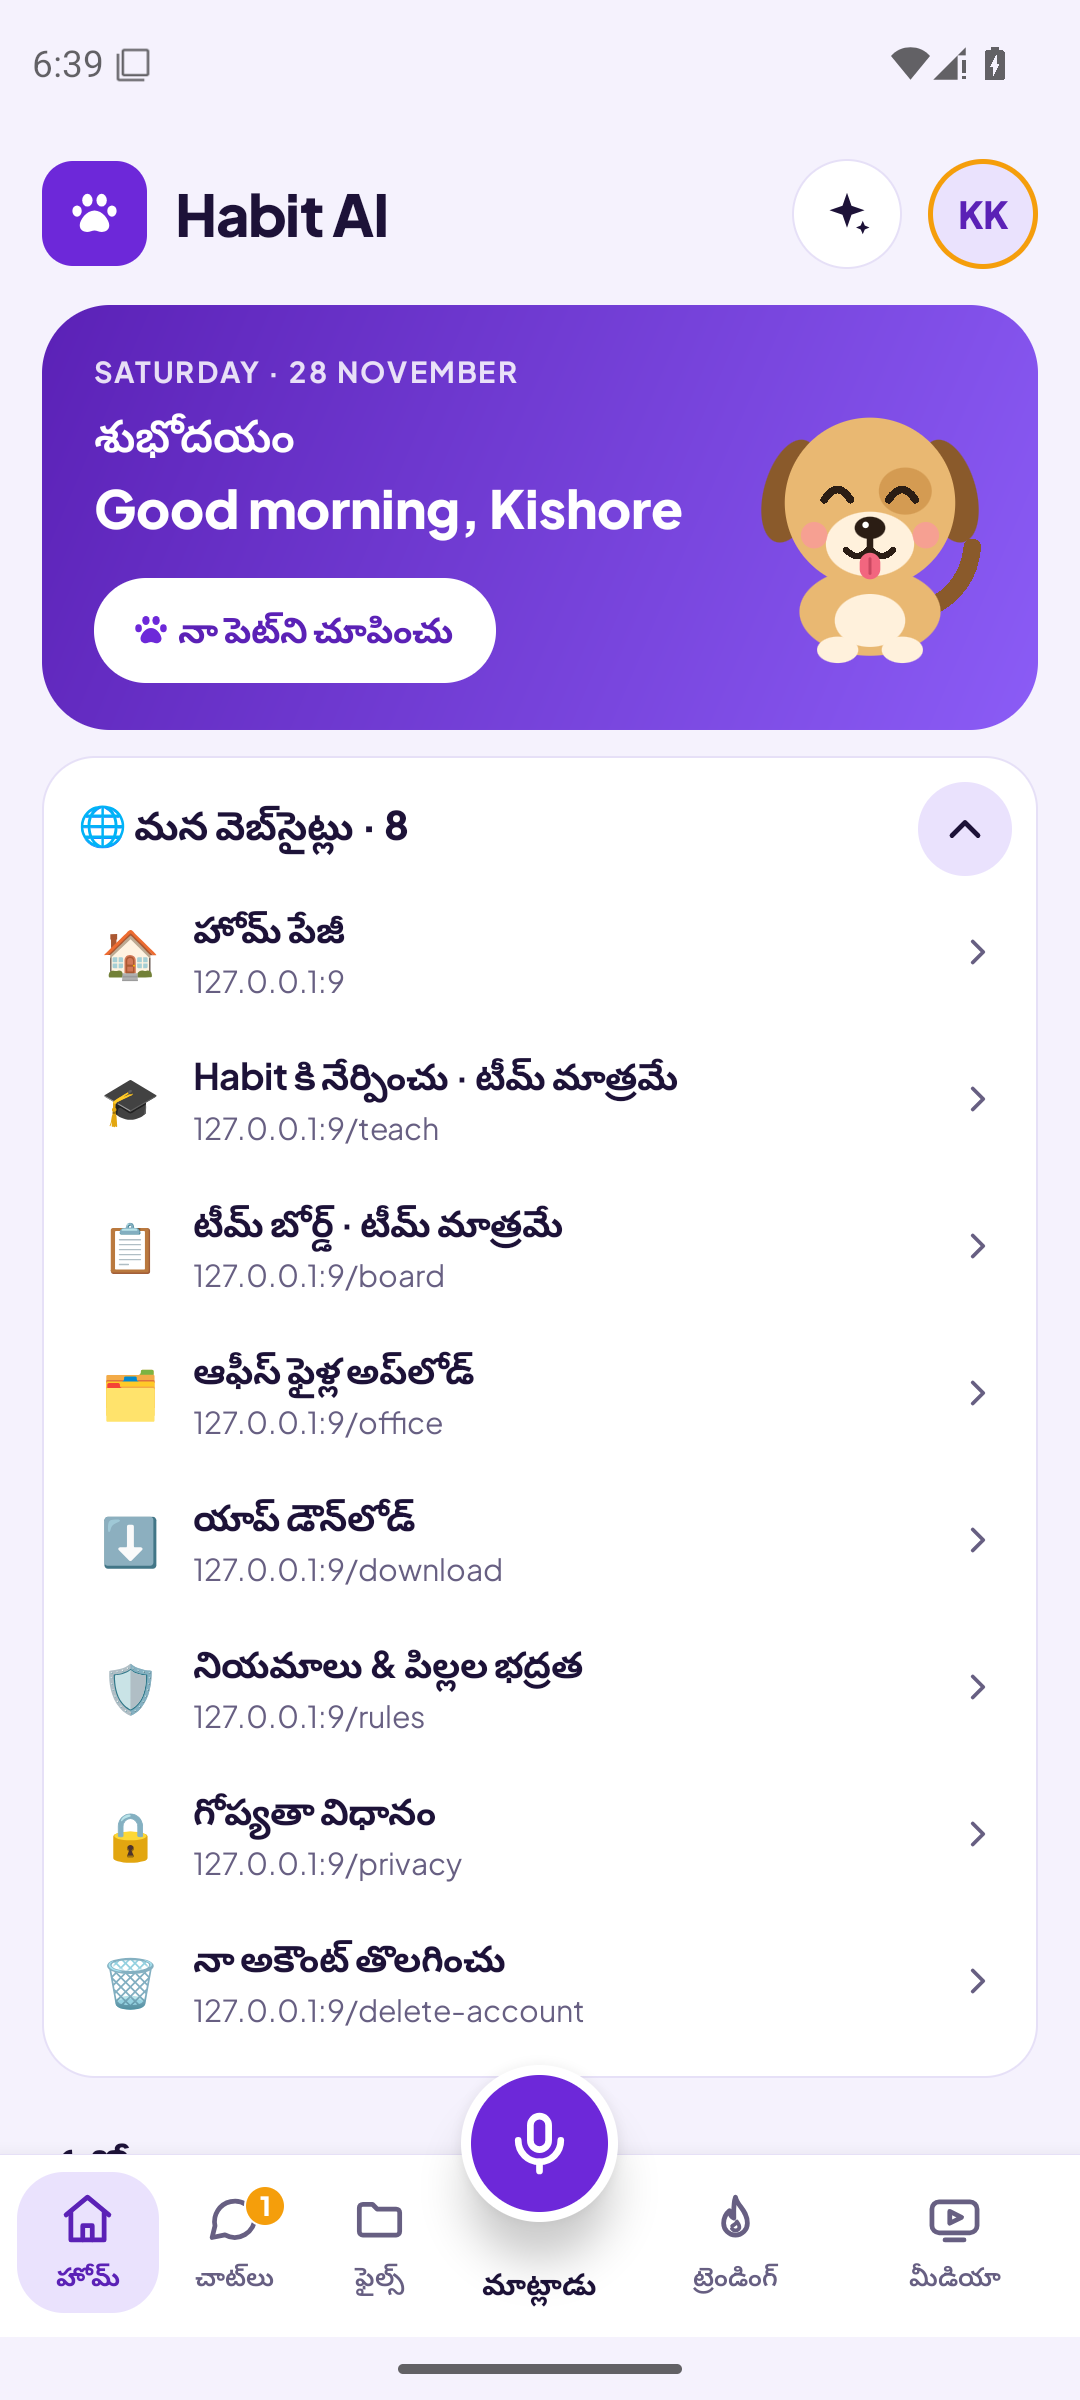 6:39
Habit AI
KK
SATURDAY · 28 NOVEMBER
శుభోదయం
Good morning, Kishore
నా పెట్‌ని చూపించు
మన వెబ్‌సైట్లు · 8
హోమ్ పేజీ
127.0.0.1:9
Habit కి నేర్పించు · టీమ్ మాత్రమే
127.0.0.1:9/teach
టీమ్ బోర్డ్ · టీమ్ మాత్రమే
127.0.0.1:9/board
ఆఫీస్ ఫైళ్ల అప్‌లోడ్
127.0.0.1:9/office
యాప్ డౌన్‌లోడ్
127.0.0.1:9/download
నియమాలు & పిల్లల భద్రత
127.0.0.1:9/rules
గోప్యతా విధానం
127.0.0.1:9/privacy
నా అకౌంట్ తొలగించు
127.0.0.1:9/delete-account
1
హోమ్
చాట్‌లు
ఫైల్స్
మాట్లాడు
ట్రెండింగ్
మీడియా